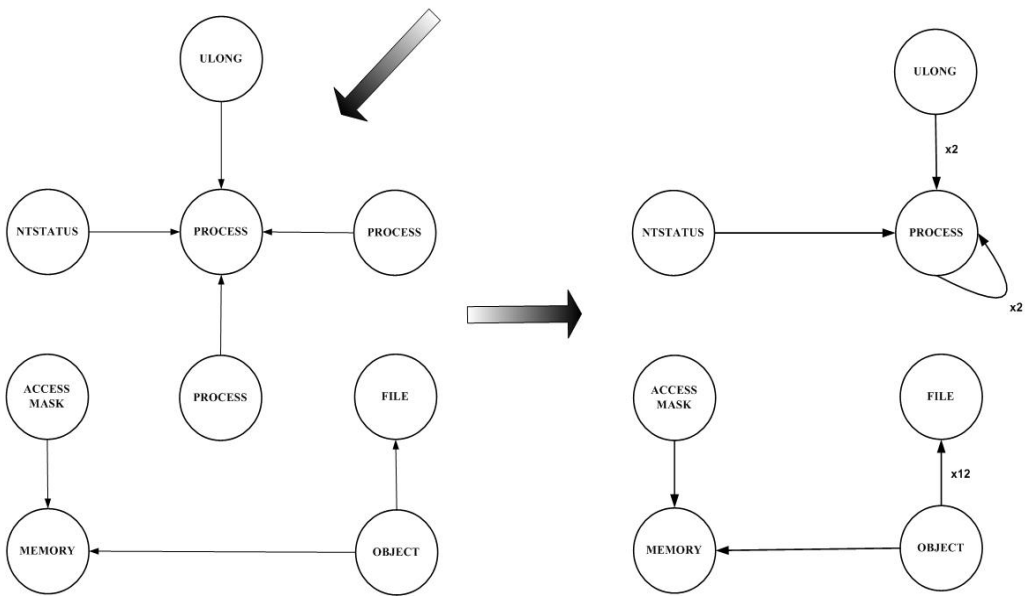 ULONG
NTSTATUS
PROCESS
PROCESS
ACCESS
MASK
PROCESS
FILE
MEMORY
OBJECT
ULONG
x2
NTSTATUS
PROCESS
x2
ACCESS
MASK
FILE
x12
MEMORY
OBJECT